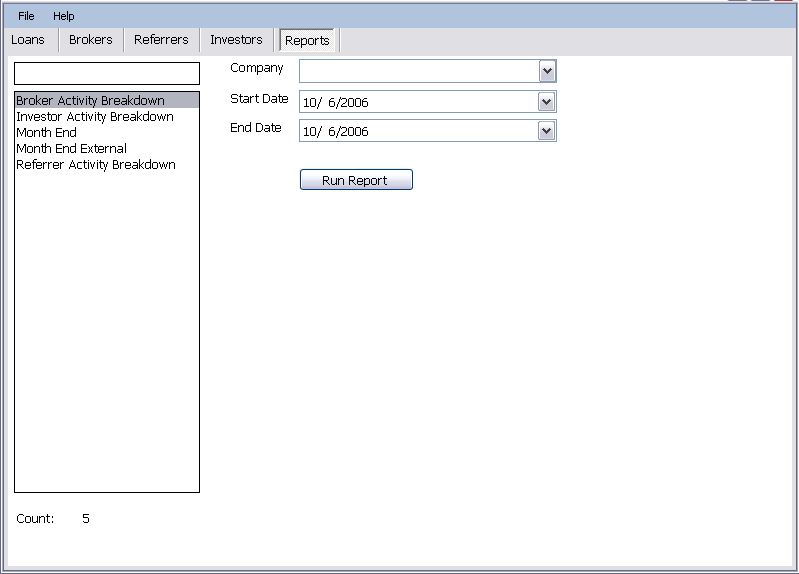 File Help
Loans Brokers Referrers Investors Reports
Company
Broker Activity Breakdown
Investor Activity Breakdown
Month End
Month End External
Referrer Activity Breakdown
Start Date 10/ 6/2006
End Date 10/ 6/2006
Run Report
Count: 5